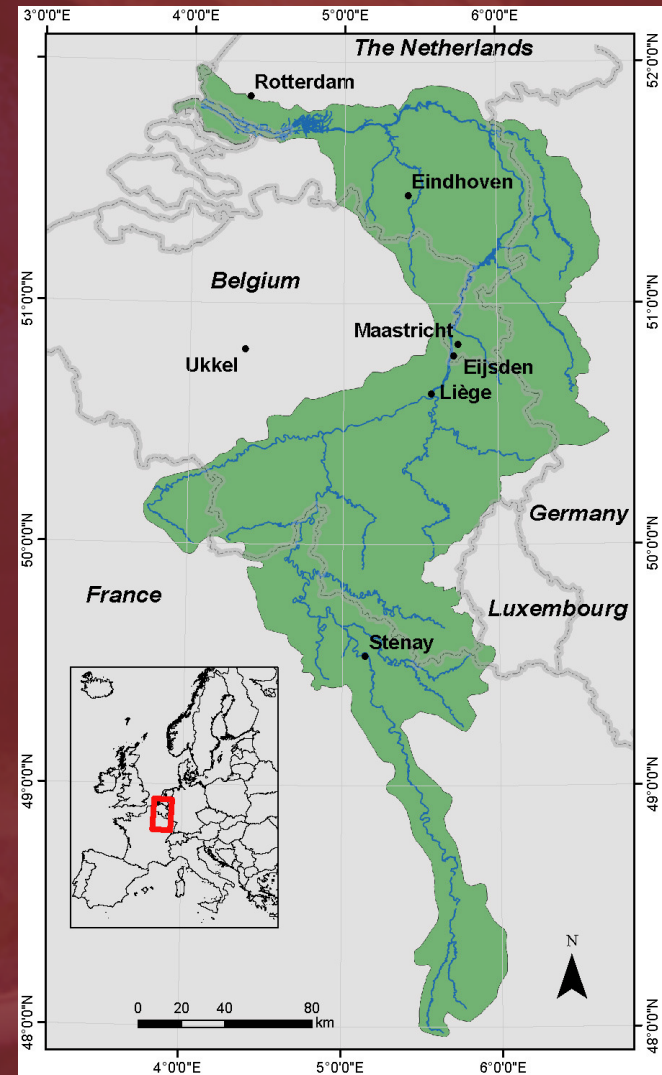 3°0'0"E 4°0'0"E 5°0'0"E 6°0'0"E
The Netherlands
52°0'0"N
52°0'0"N
Rotterdam
Eindhoven
Belgium
51°0'0"N
51°0'0"N
Maastricht
Ukkel
Eijsden
Liège
Germany
50°0'0"N
50°0'0"N
France
Luxembourg
Stenay
49°0'0"N
49°0'0"N
N
0 20 40 80
km
48°0'0"N
48°0'0"N
4°0'0"E 5°0'0"E 6°0'0"E